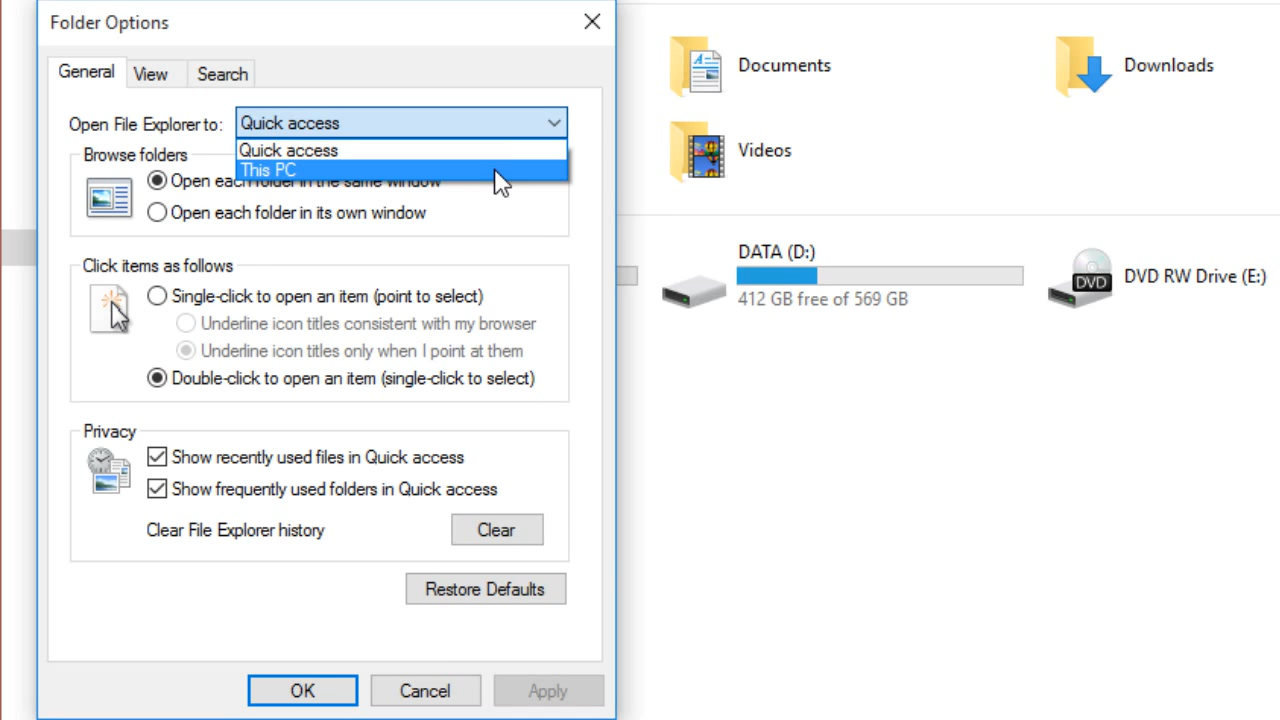 Folder Options
General
View
Search
Open File Explorer to:
Quick access
Quick access
This PC
Browse folders
Open each folder in the same window
Open each folder in its own window
Click items as follows
Single-click to open an item (point to select)
Underline icon titles consistent with my browser
Underline icon titles only when I point at them
Double-click to open an item (single-click to select)
Privacy
Show recently used files in Quick access
Show frequently used folders in Quick access
Clear File Explorer history
Clear
Restore Defaults
OK
Cancel
Apply
Documents
Downloads
Videos
DATA (D:)
412 GB free of 569 GB
DVD
DVD RW Drive (E:)